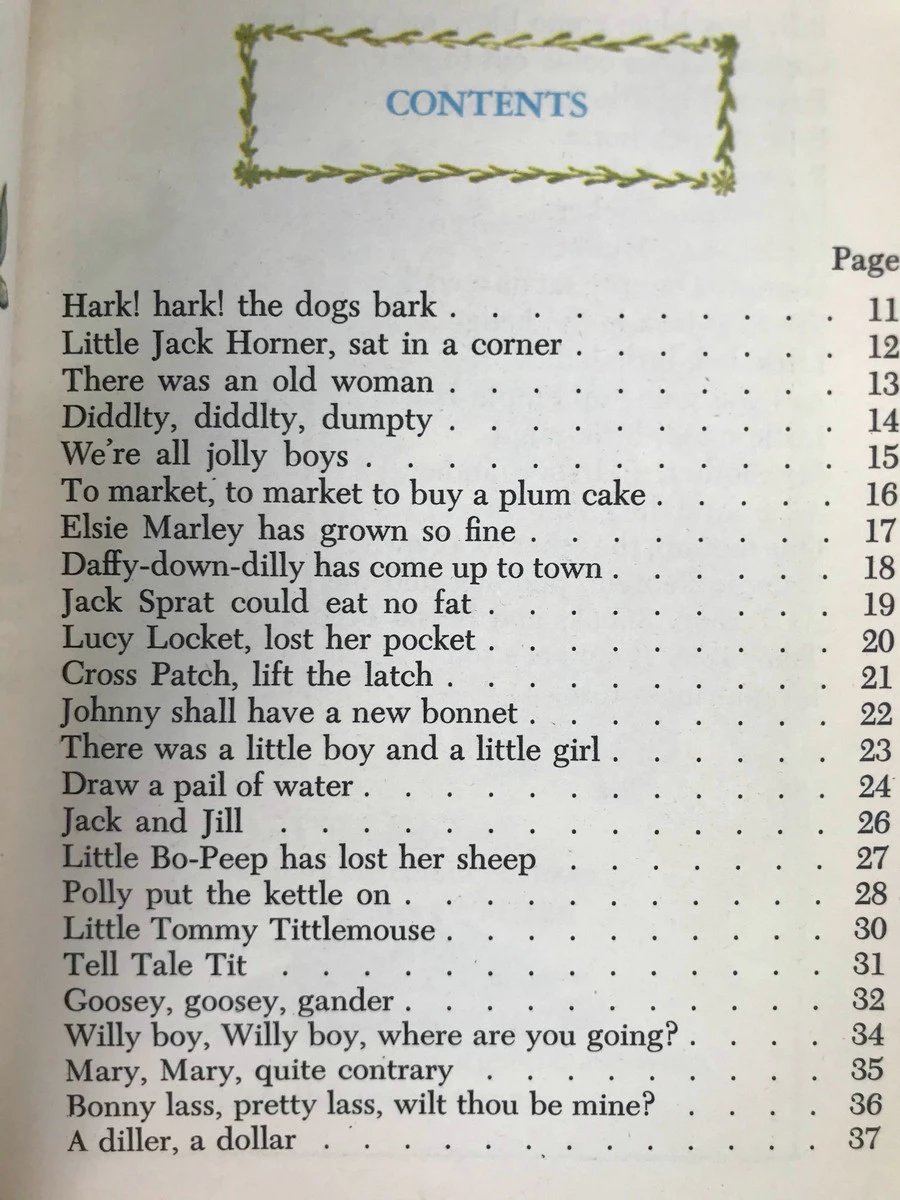 CONTENTS
Page
Hark! hark! the dogs bark . . . . . . . . . . 11
Little Jack Horner, sat in a corner . . . . . . . 12
There was an old woman . . . . . . . . . . 13
Diddlty, diddlty, dumpty . . . . . . . . . . 14
We're all jolly boys . . . . . . . . . . . . 15
To market, to market to buy a plum cake . . . . . 16
Elsie Marley has grown so fine . . . . . . . . 17
Daffy-down-dilly has come up to town . . . . . . 18
Jack Sprat could eat no fat . . . . . . . . . 19
Lucy Locket, lost her pocket . . . . . . . . . 20
Cross Patch, lift the latch . . . . . . . . . . 21
Johnny shall have a new bonnet . . . . . . . . 22
There was a little boy and a little girl . . . . . . 23
Draw a pail of water . . . . . . . . . . . . 24
Jack and Jill . . . . . . . . . . . . . . 26
Little Bo-Peep has lost her sheep . . . . . . . 27
Polly put the kettle on . . . . . . . . . . . 28
Little Tommy Tittlemouse . . . . . . . . . . 30
Tell Tale Tit . . . . . . . . . . . . . . 31
Goosey, goosey, gander . . . . . . . . . . . 32
Willy boy, Willy boy, where are you going? . . . . 34
Mary, Mary, quite contrary . . . . . . . . . 35
Bonny lass, pretty lass, wilt thou be mine? . . . . 36
A diller, a dollar . . . . . . . . . . . . . 37